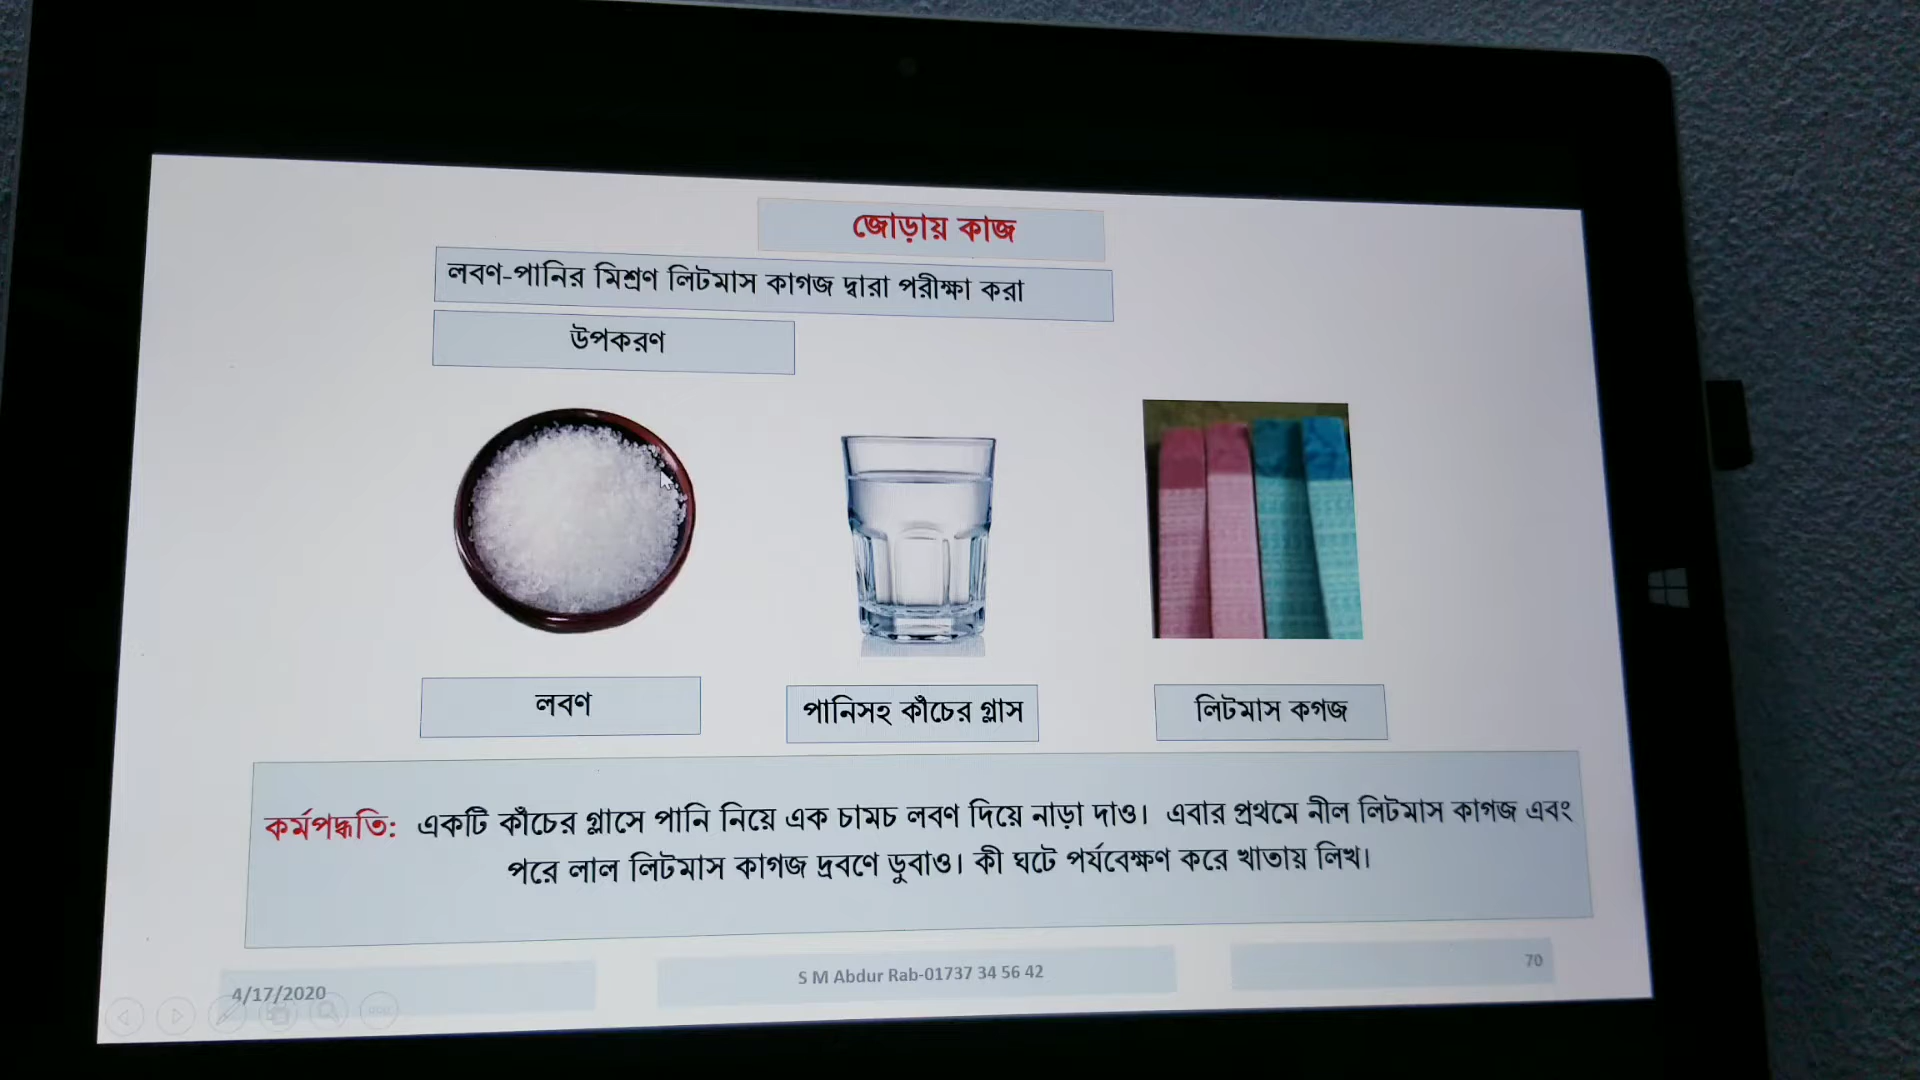 জোড়ায় কাজ
লবণ-পানির মিশ্রণ লিটমাস কাগজ দ্বারা পরীক্ষা করা
উপকরণ
লবণ
পানিসহ কাঁচের গ্লাস
লিটমাস কগজ
কর্মপদ্ধতি: একটি কাঁচের গ্লাসে পানি নিয়ে এক চামচ লবণ দিয়ে নাড়া দাও। এবার প্রথমে নীল লিটমাস কাগজ এবং
পরে লাল লিটমাস কাগজ দ্রবণে ডুবাও। কী ঘটে পর্যবেক্ষণ করে খাতায় লিখ।
4/17/2020
S M Abdur Rab-01737 34 56 42
70